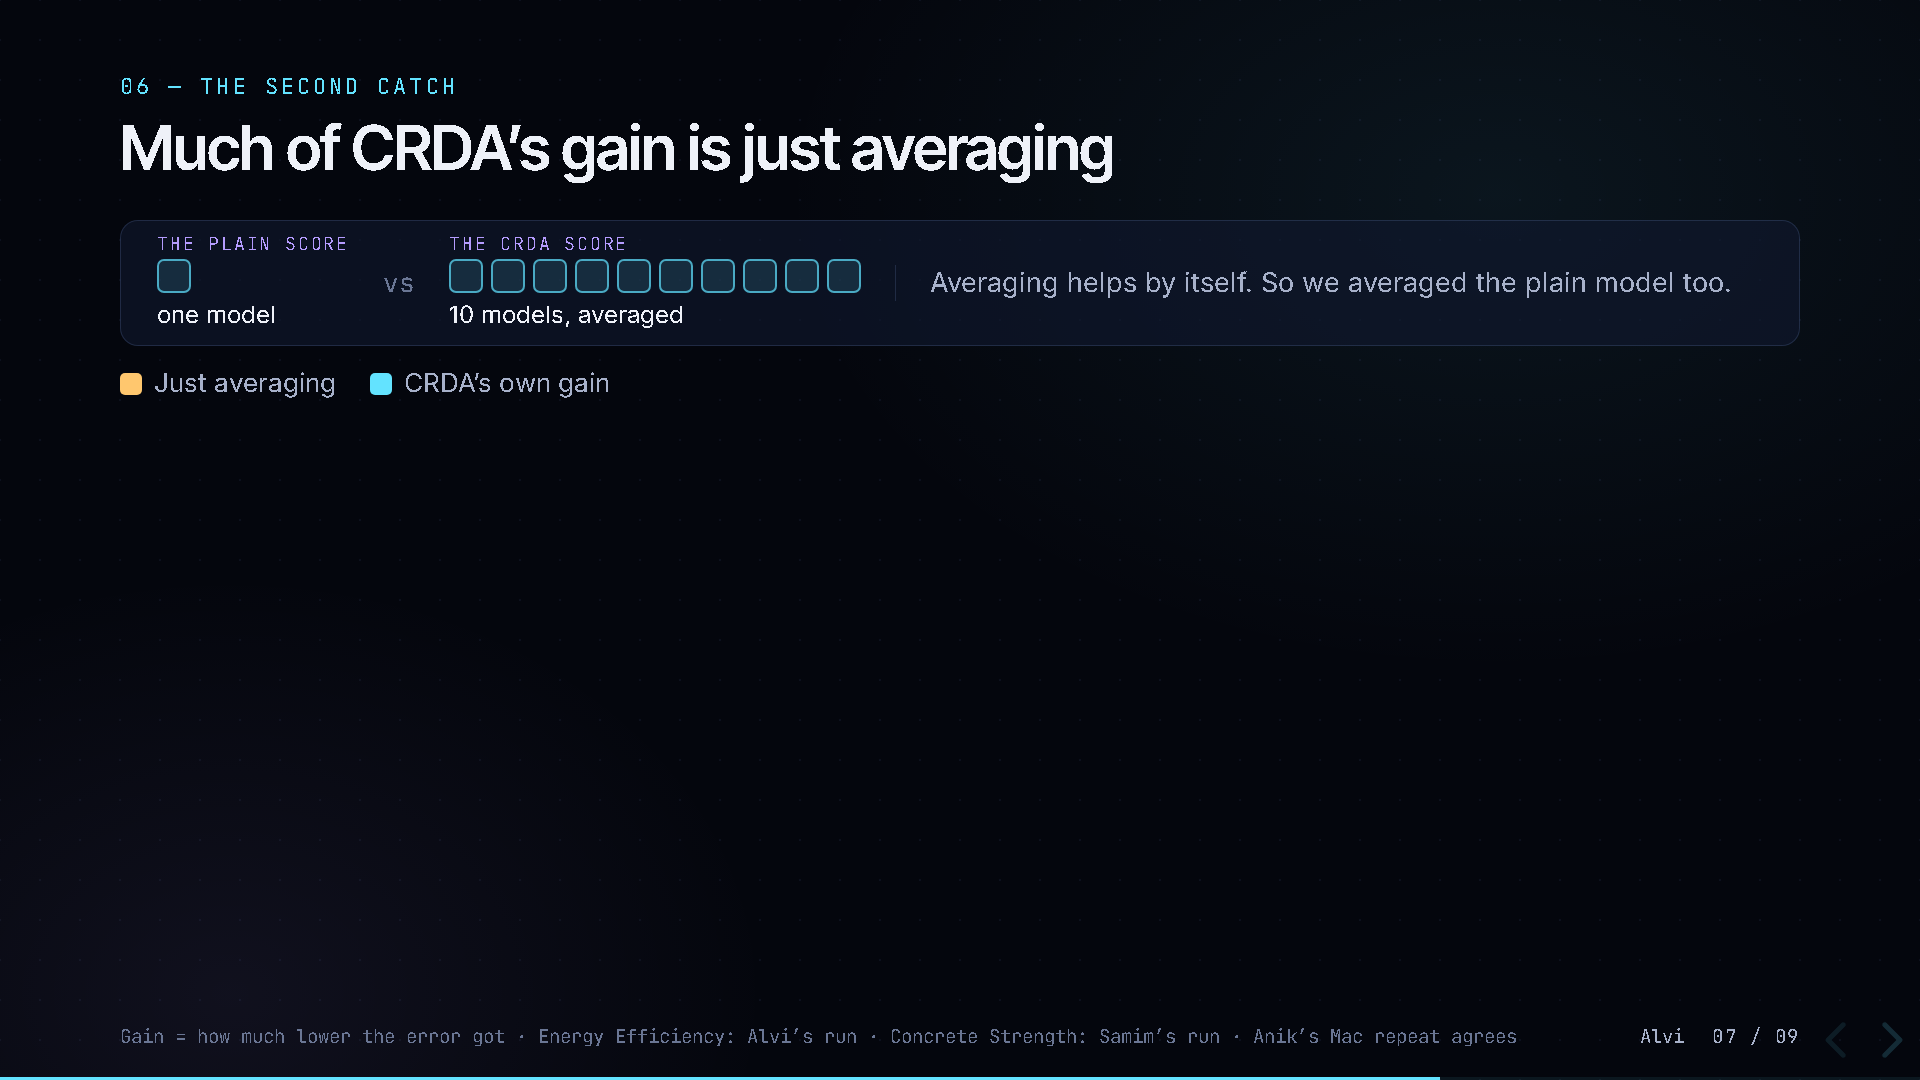 06 — THE SECOND CATCH
Much of CRDA’s gain is just averaging
THE PLAIN SCORE
one model
vs
THE CRDA SCORE
10 models, averaged
Averaging helps by itself. So we averaged the plain model too.
Just averaging
CRDA’s own gain
Gain = how much lower the error got · Energy Efficiency: Alvi’s run · Concrete Strength: Samim’s run · Anik’s Mac repeat agrees
Alvi 07 / 09